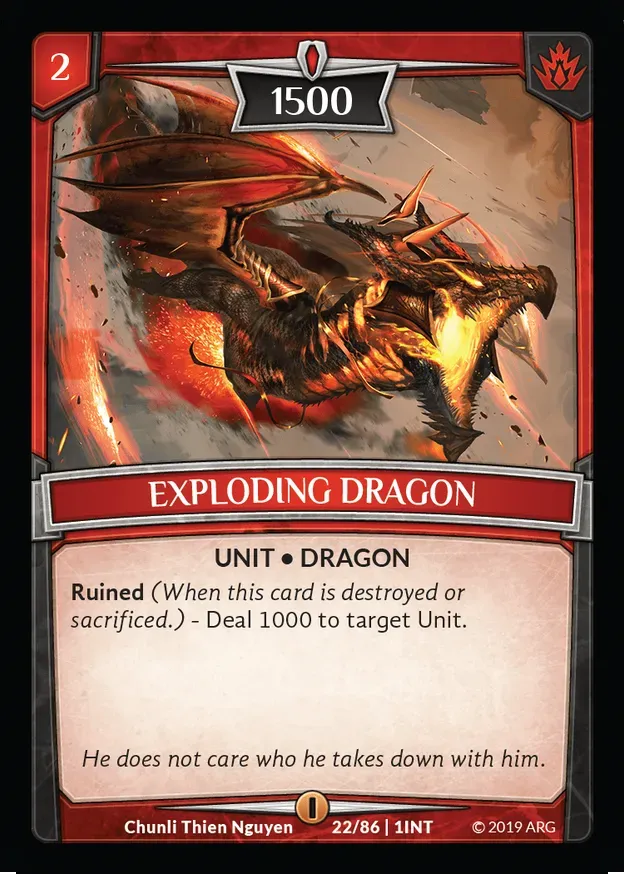 2
1500
EXPLODING DRAGON
UNIT • DRAGON
Ruined (When this card is destroyed or
sacrificed.) - Deal 1000 to target Unit.
He does not care who he takes down with him.
I
Chunli Thien Nguyen 22/86 | 1INT © 2019 ARG